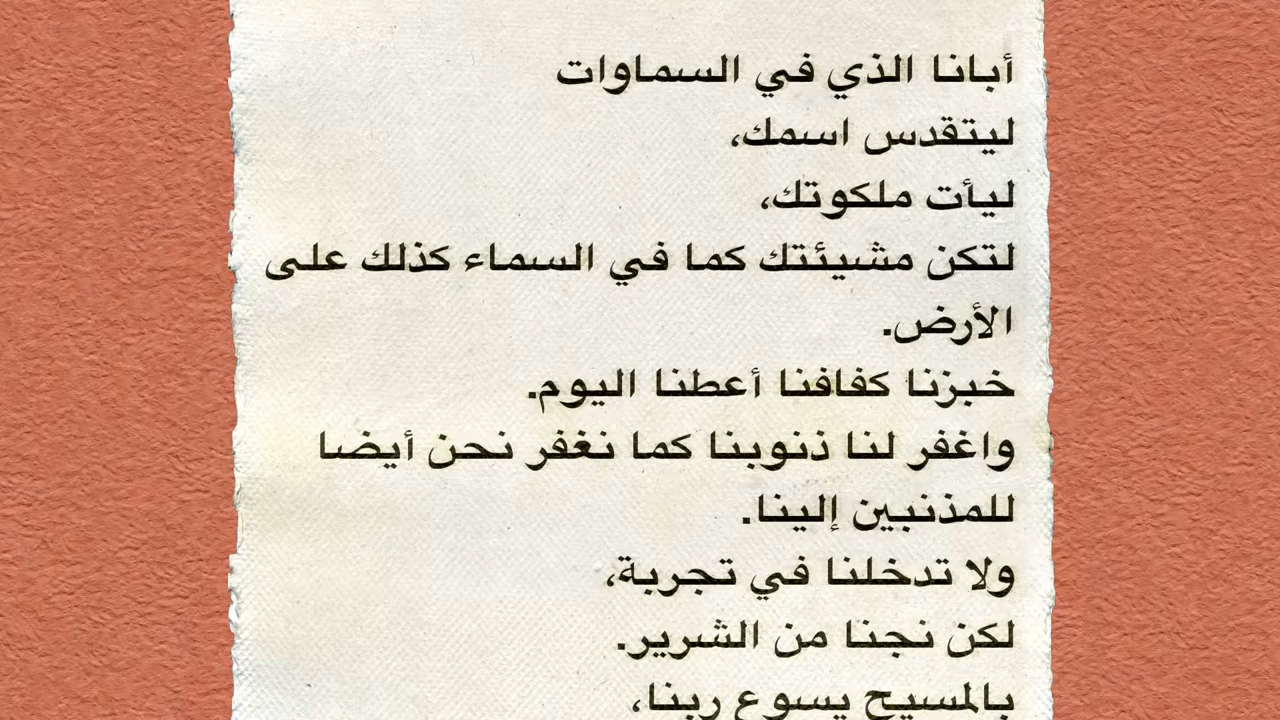 أبانا الذي في السماوات
ليتقدس اسمك،
ليأت ملكوتك،
لتكن مشيئتك كما في السماء كذلك على
الأرض.
خبزنا كفافنا أعطنا اليوم.
واغفر لنا ذنوبنا كما نغفر نحن أيضا
للمذنبين إلينا.
ولا تدخلنا في تجربة،
لكن نجنا من الشرير.
بالمسيح يسوع ربنا،